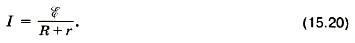 I = ℰ / (R + r). (15.20)